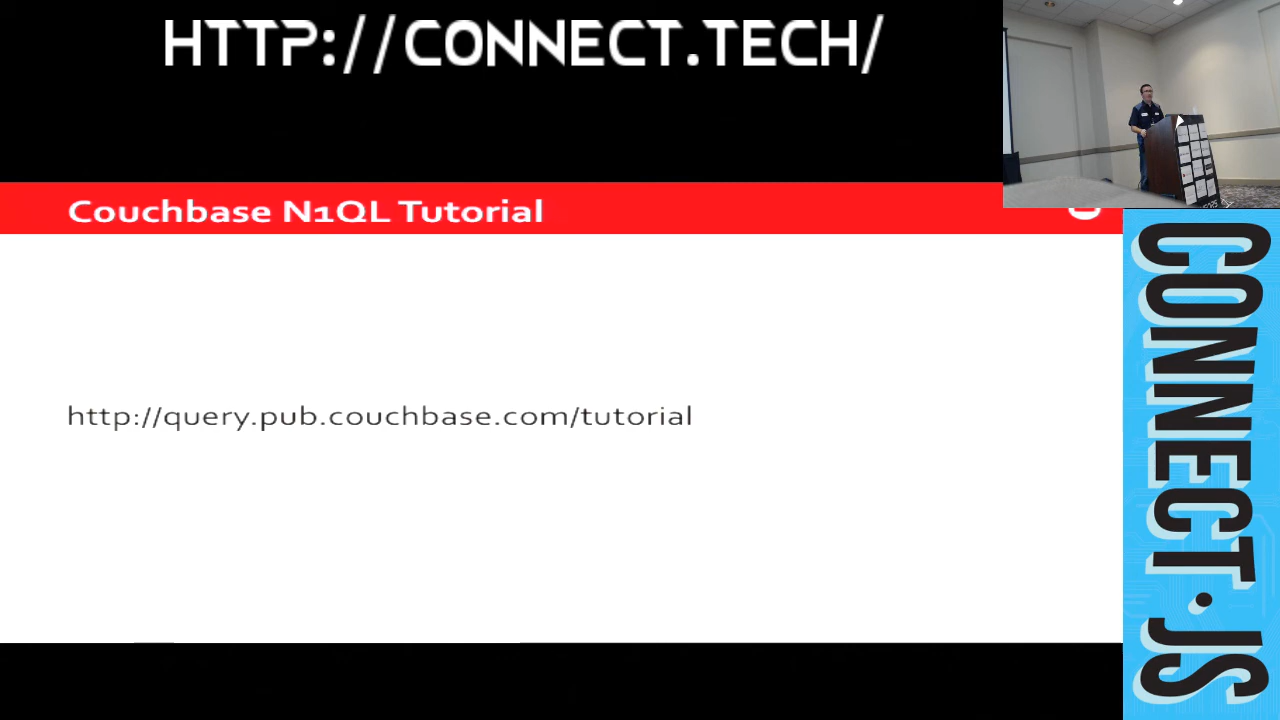 HTTP://CONNECT.TECH/
Couchbase N1QL Tutorial
http://query.pub.couchbase.com/tutorial
CONNECT.JS